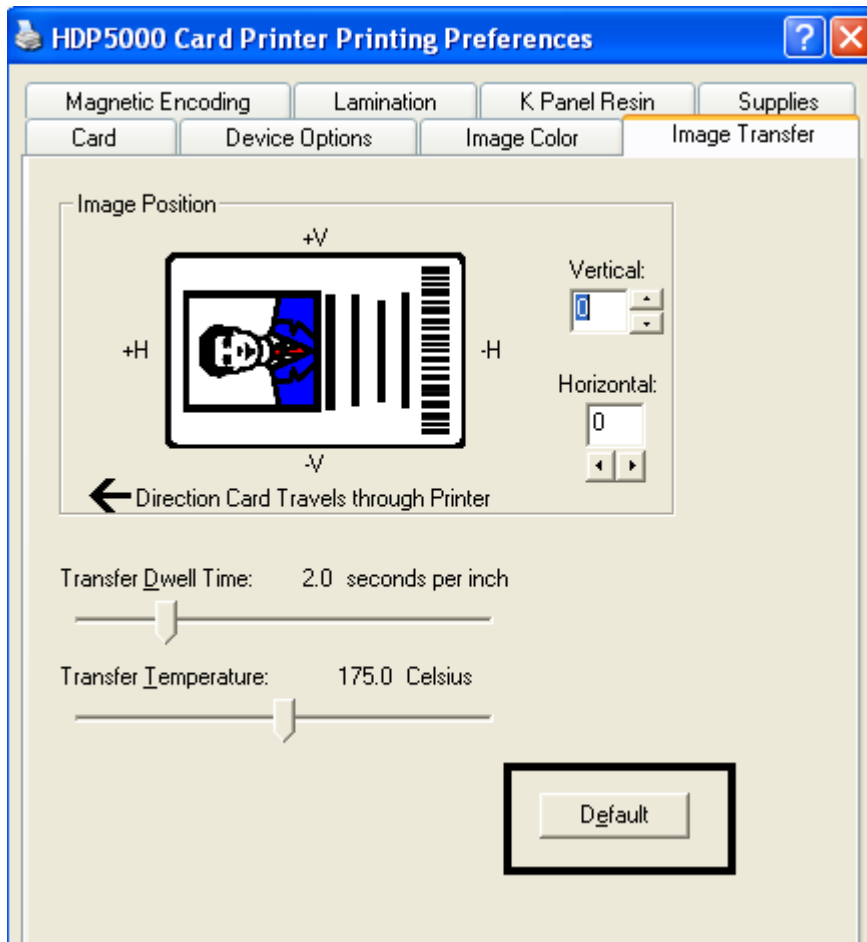 HDP5000 Card Printer Printing Preferences
Magnetic Encoding Lamination K Panel Resin Supplies
Card Device Options Image Color Image Transfer
Image Position
+V
Vertical:
0
+H -H
Horizontal:
0
-V
Direction Card Travels through Printer
Transfer Dwell Time: 2.0 seconds per inch
Transfer Temperature: 175.0 Celsius
Default